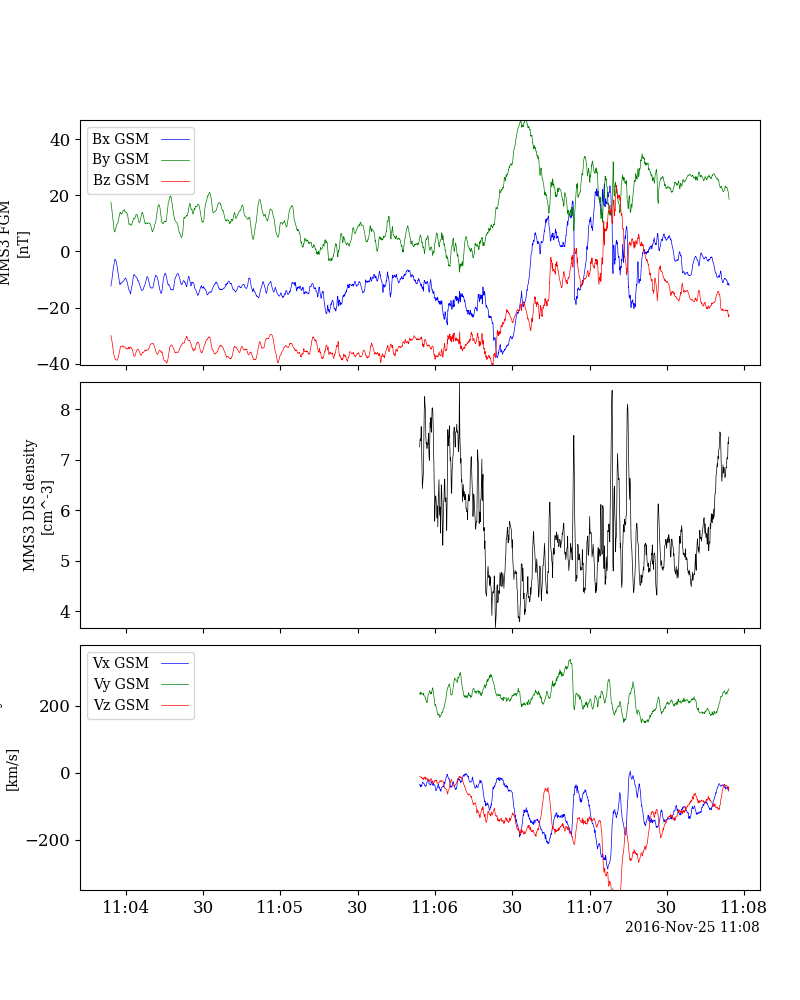 40
20
0
−20
−40
MMS3 FGM
[nT]
Bx GSM
By GSM
Bz GSM
8
7
6
5
4
MMS3 DIS density
[cm^-3]
200
0
−200
[km/s]
Vx GSM
Vy GSM
Vz GSM
11:04 30 11:05 30 11:06 30 11:07 30 11:08
2016-Nov-25 11:08